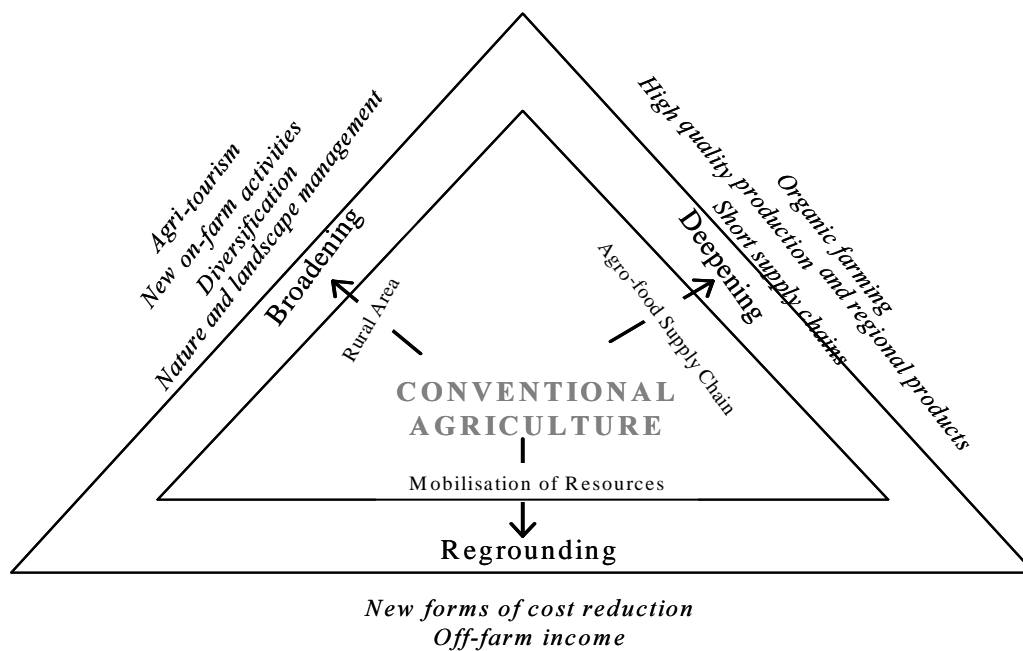 Agri-tourism
New on-farm activities
Diversification
Nature and landscape management
Broadening
Rural Area
High quality production and regional products
Organic farming
Short supply chains
Deepening
Agro-food Supply Chain
CONVENTIONAL
AGRICULTURE
Mobilisation of Resources
Regrounding
New forms of cost reduction
Off-farm income